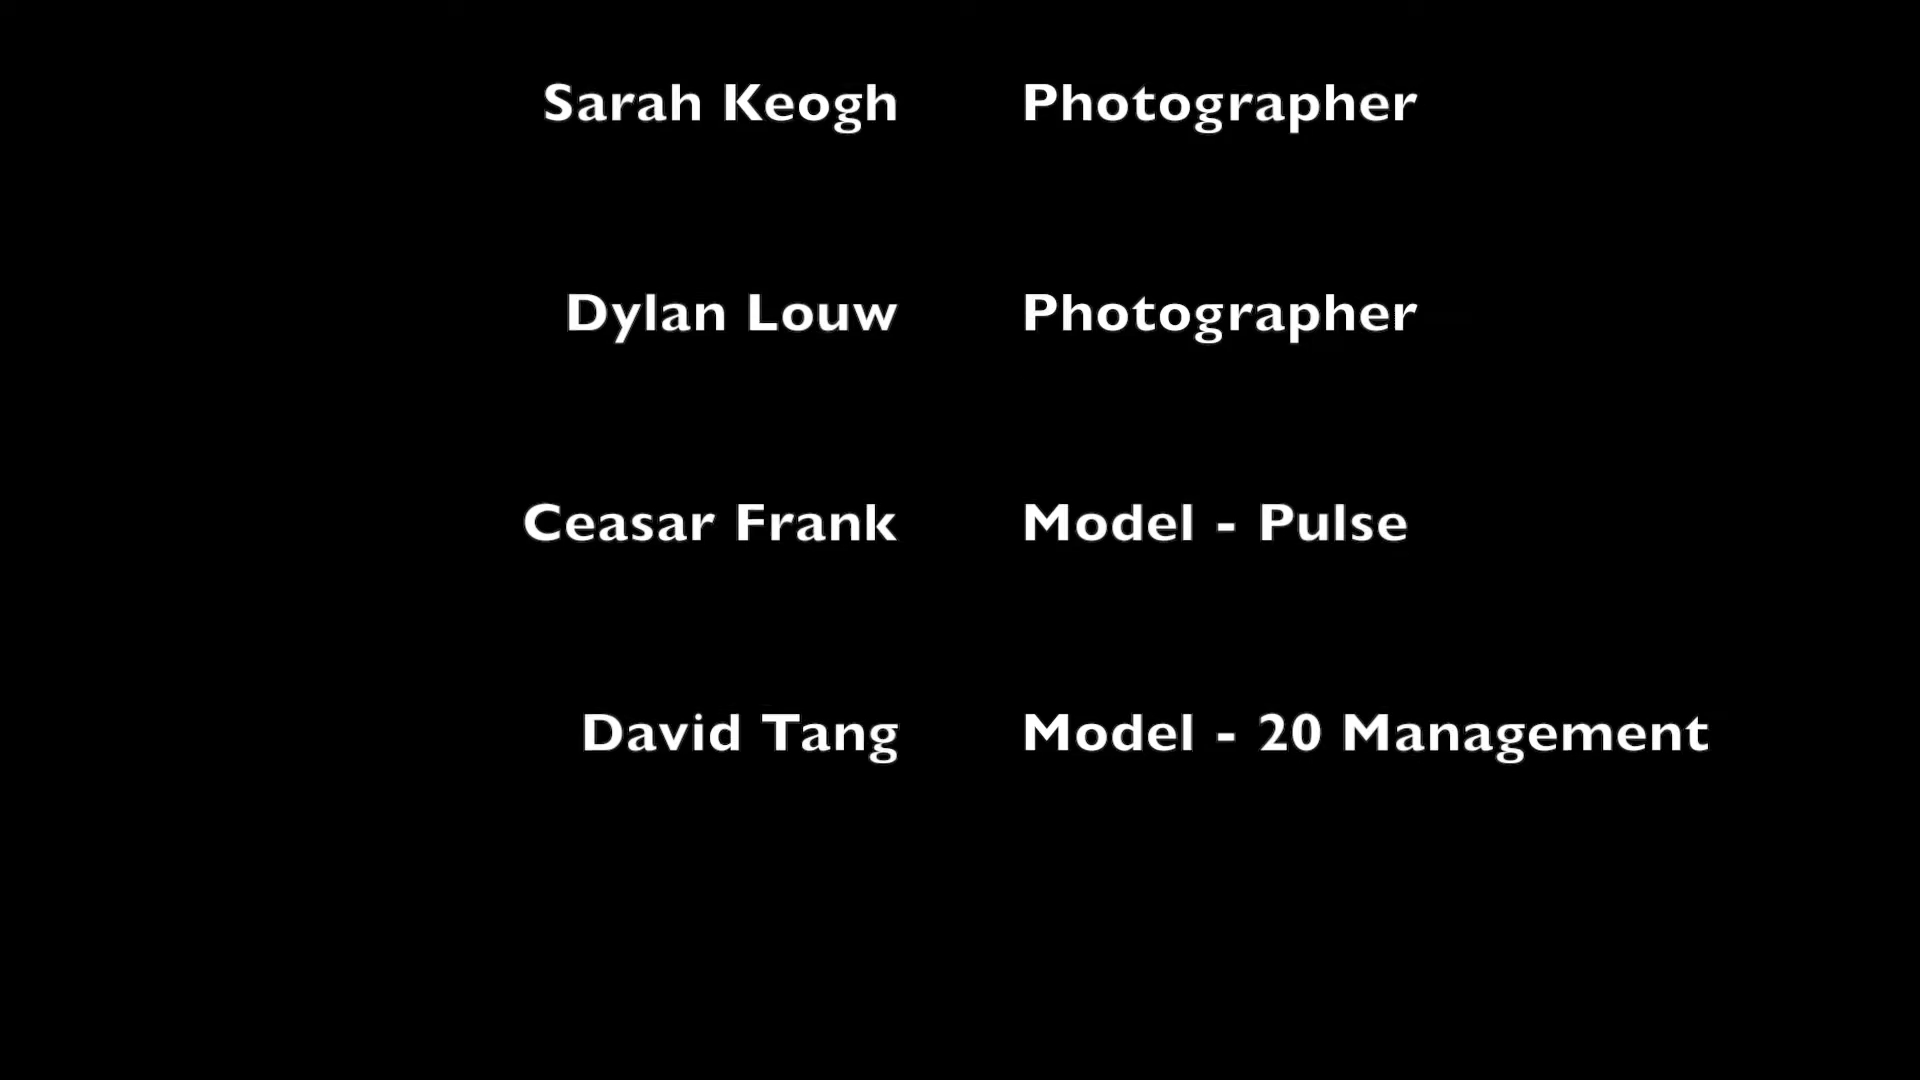 Sarah Keogh Photographer
Dylan Louw Photographer
Ceasar Frank Model - Pulse
David Tang Model - 20 Management